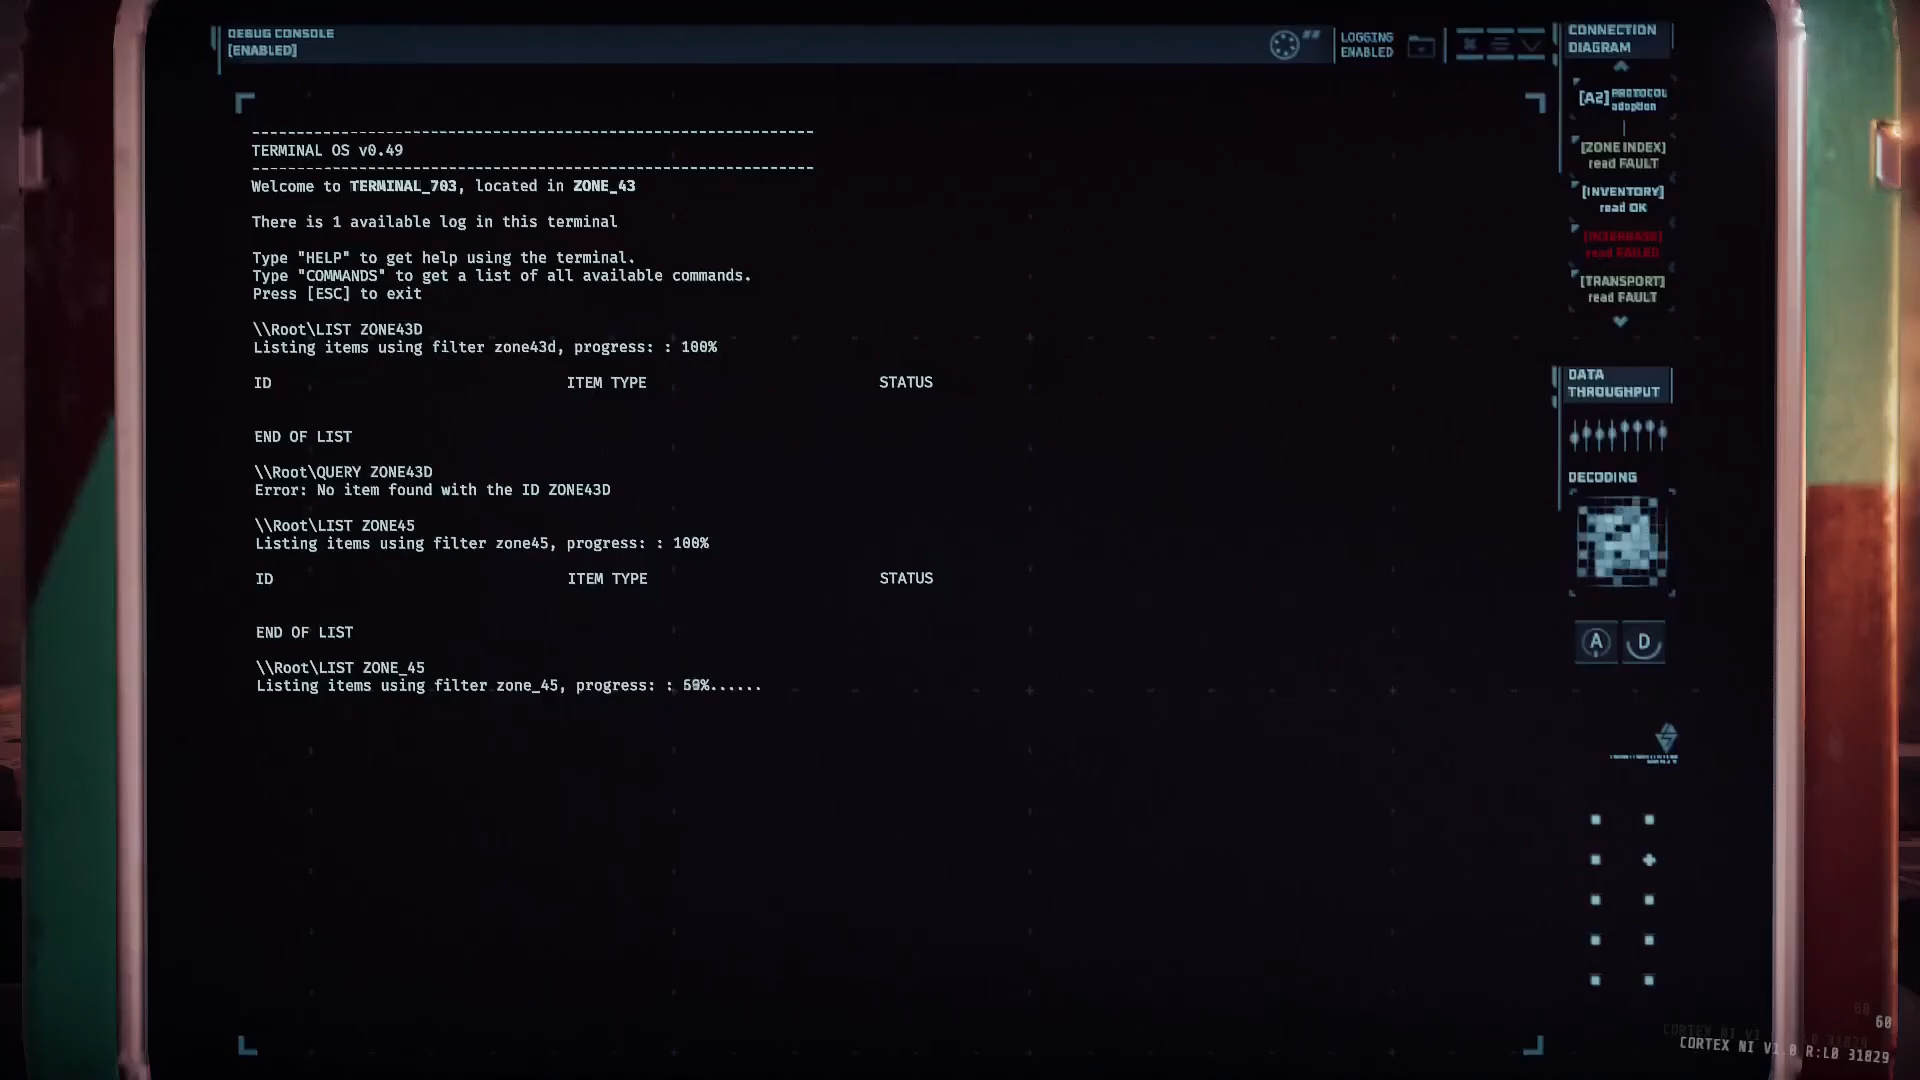 DEBUG CONSOLE
[ENABLED]
LOGGING
ENABLED
TERMINAL OS v0.49
Welcome to TERMINAL_703, located in ZONE_43
There is 1 available log in this terminal
Type "HELP" to get help using the terminal.
Type "COMMANDS" to get a list of all available commands.
Press [ESC] to exit
\\Root\LIST ZONE43D
Listing items using filter zone43d, progress: : 100%
ID ITEM TYPE STATUS
END OF LIST
\\Root\QUERY ZONE43D
Error: No item found with the ID ZONE43D
\\Root\LIST ZONE45
Listing items using filter zone45, progress: : 100%
ID ITEM TYPE STATUS
END OF LIST
\\Root\LIST ZONE_45
Listing items using filter zone_45, progress: :
CONNECTION
DIAGRAM
[A2] PROTOCOL
adoption
[ZONE INDEX]
read FAULT
[INVENTORY]
read OK
read FAILED
[TRANSPORT]
read FAULT
DATA
THROUGHPUT
DECODING
A D
60
CORTEX NI V1.0 R:L0 31829